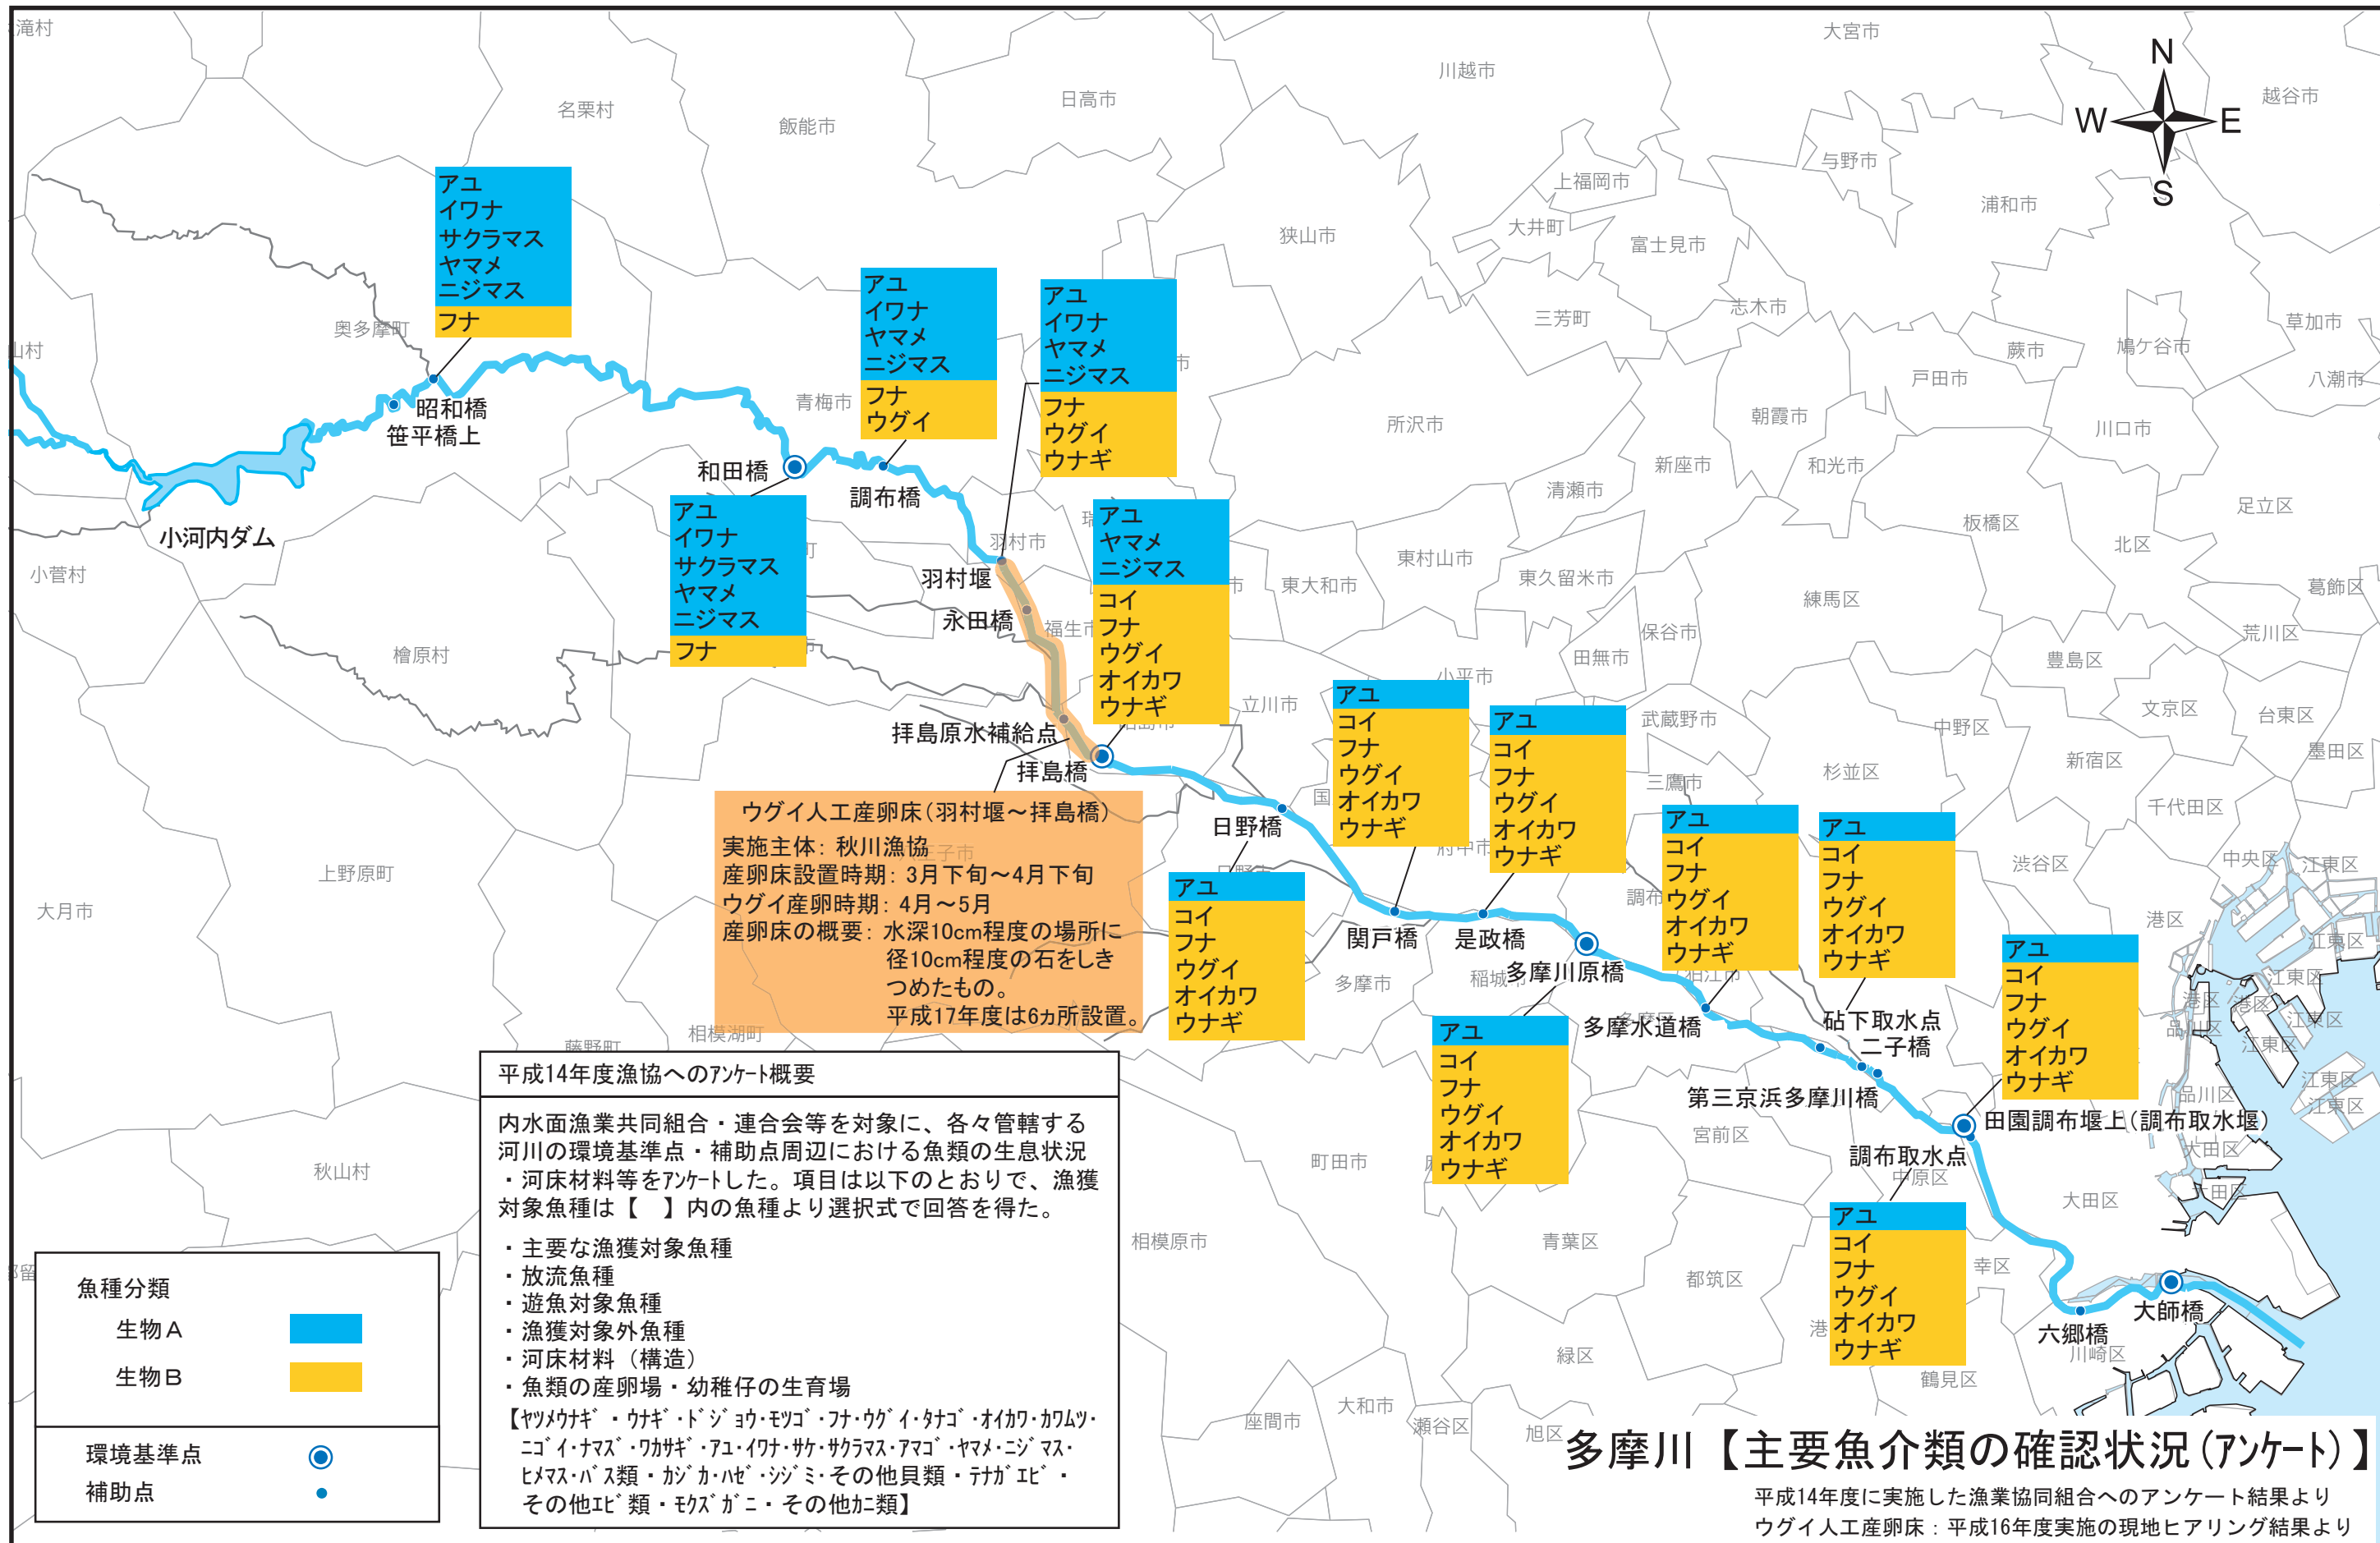 滝村
名栗村
飯能市
日高市
川越市
大宮市
越谷市
N
W
E
S
与野市
浦和市
上福岡市
大井町
富士見市
狭山市
三芳町
志木市
蕨市
鳩ケ谷市
草加市
八潮市
戸田市
朝霞市
川口市
所沢市
新座市
和光市
清瀬市
足立区
板橋区
北区
東村山市
東久留米市
東大和市
練馬区
葛飾区
荒川区
保谷市
田無市
豊島区
小平市
文京区
台東区
武蔵野市
中野区
墨田区
新宿区
三鷹市
杉並区
千代田区
渋谷区
中央区
江東区
港区
山村
奥多摩町
青梅市
羽村市
福生市
立川市
小菅村
檜原村
上野原町
大月市
藤野町
相模湖町
秋山村
多摩市
稲城市
狛江市
多摩区
町田市
宮前区
中原区
大田区
品川区
相模原市
青葉区
都筑区
幸区
川崎区
緑区
鶴見区
座間市
大和市
瀬谷区
旭区
アユ
イワナ
サクラマス
ヤマメ
ニジマス
フナ
昭和橋
笹平橋上
小河内ダム
アユ
イワナ
ヤマメ
ニジマス
フナ
ウグイ
調布橋
アユ
イワナ
ヤマメ
ニジマス
フナ
ウグイ
ウナギ
羽村堰
永田橋
和田橋
アユ
イワナ
サクラマス
ヤマメ
ニジマス
フナ
アユ
ヤマメ
ニジマス
コイ
フナ
ウグイ
オイカワ
ウナギ
拝島原水補給点
拝島橋
ウグイ人工産卵床(羽村堰～拝島橋)
実施主体: 秋川漁協
産卵床設置時期: 3月下旬～4月下旬
ウグイ産卵時期: 4月～5月
産卵床の概要: 水深10cm程度の場所に
径10cm程度の石をしき
つめたもの。
平成17年度は6ヵ所設置。
日野橋
アユ
コイ
フナ
ウグイ
オイカワ
ウナギ
アユ
コイ
フナ
ウグイ
オイカワ
ウナギ
関戸橋
アユ
コイ
フナ
ウグイ
オイカワ
ウナギ
是政橋
多摩川原橋
アユ
コイ
フナ
ウグイ
オイカワ
ウナギ
アユ
コイ
フナ
ウグイ
オイカワ
ウナギ
多摩水道橋
アユ
コイ
フナ
ウグイ
オイカワ
ウナギ
砧下取水点
二子橋
第三京浜多摩川橋
アユ
コイ
フナ
ウグイ
オイカワ
ウナギ
田園調布堰上(調布取水堰)
調布取水点
アユ
コイ
フナ
ウグイ
オイカワ
ウナギ
六郷橋
大師橋
平成14年度漁協へのアンケート概要
内水面漁業共同組合・連合会等を対象に、各々管轄する
河川の環境基準点・補助点周辺における魚類の生息状況
・河床材料等をアンケートした。項目は以下のとおりで、漁獲
対象魚種は【　】内の魚種より選択式で回答を得た。
・主要な漁獲対象魚種
・放流魚種
・遊魚対象魚種
・漁獲対象外魚種
・河床材料（構造）
・魚類の産卵場・幼稚仔の生育場
【ヤツメウナギ・ウナギ・ドジョウ・モツゴ・フナ・ウグイ・タナゴ・オイカワ・カワムツ・
ニゴイ・ナマズ・ワカサギ・アユ・イワナ・サケ・サクラマス・アマゴ・ヤマメ・ニジマス・
ヒメマス・バス類・カジカ・ハゼ・シジミ・その他貝類・テナガエビ・
その他エビ類・モクズガニ・その他カニ類】
魚種分類
生物A
生物B
環境基準点
補助点
多摩川【主要魚介類の確認状況(アンケート)】
平成14年度に実施した漁業協同組合へのアンケート結果より
ウグイ人工産卵床：平成16年度実施の現地ヒアリング結果より